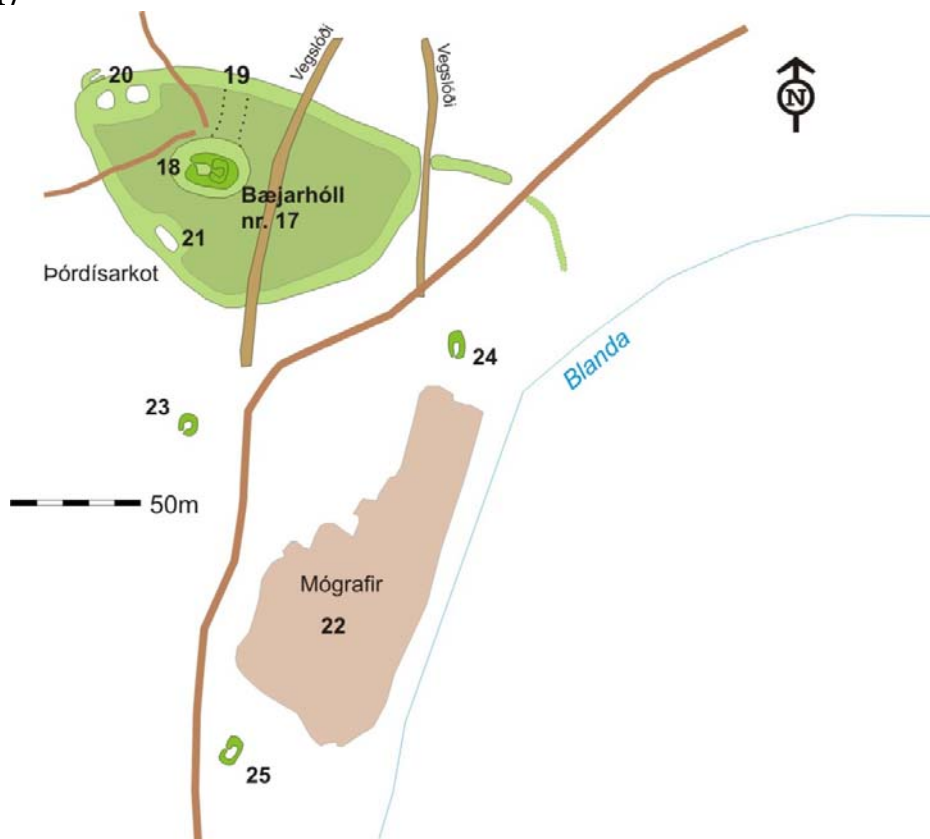 20
19
Vegslóði
Vegslóði
N
18
Bæjarhóll
nr. 17
21
Þórdísarkot
24
Blanda
23
50m
Mógrafir
22
25